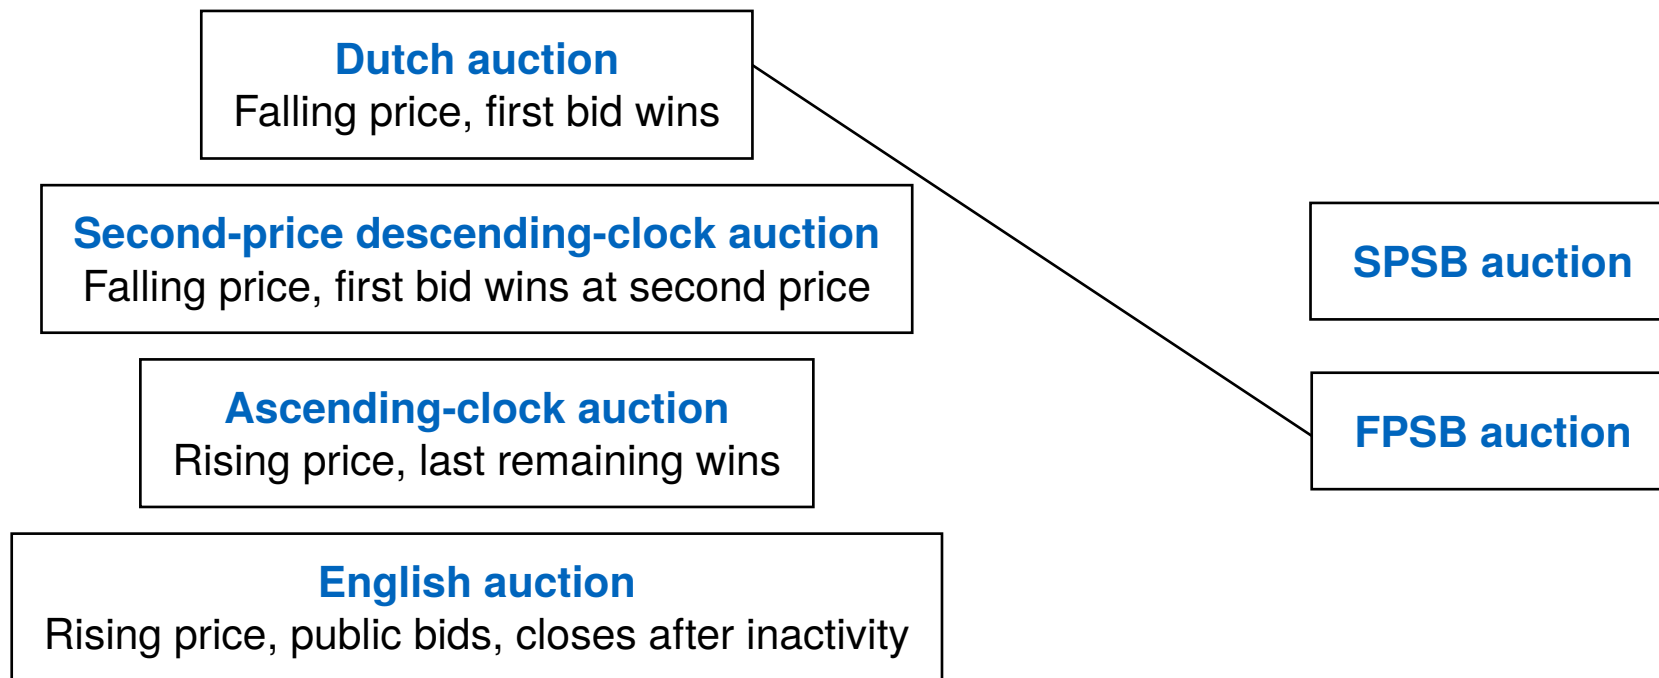 Dutch auction
Falling price, first bid wins
Second-price descending-clock auction
Falling price, first bid wins at second price
Ascending-clock auction
Rising price, last remaining wins
English auction
Rising price, public bids, closes after inactivity
SPSB auction
FPSB auction